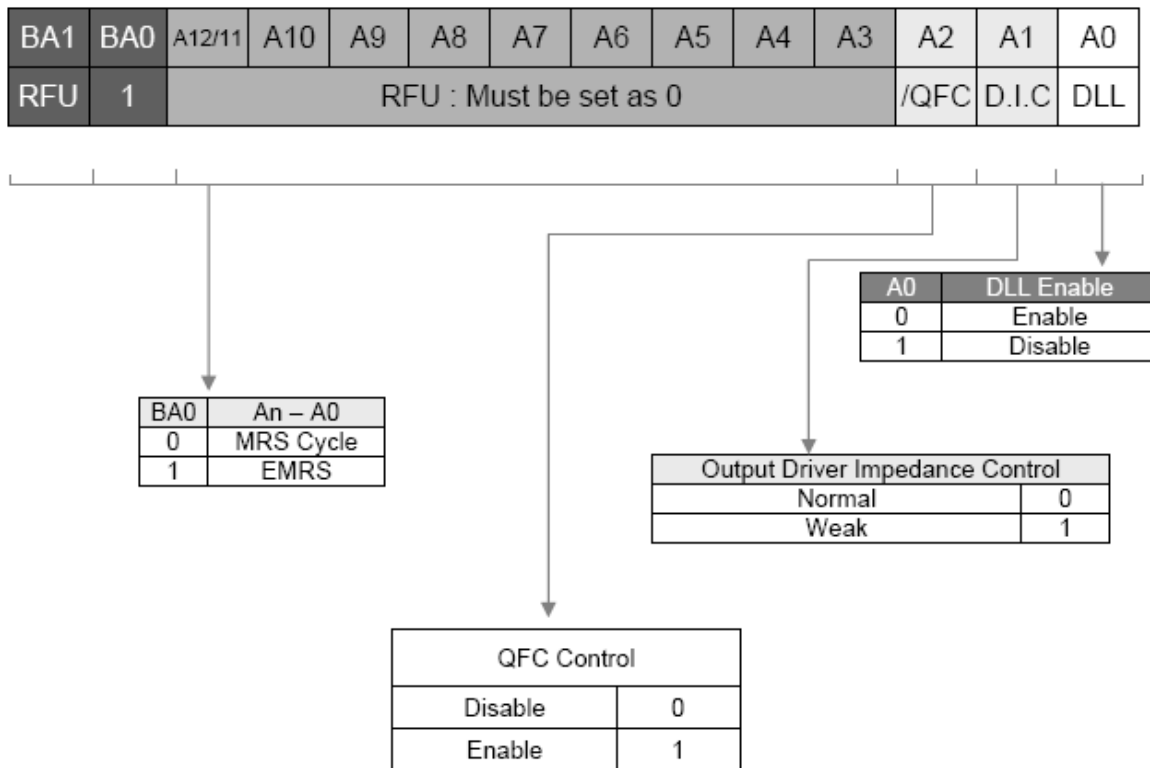 BA1 BA0 A12/11 A10 A9 A8 A7 A6 A5 A4 A3 A2 A1 A0
RFU 1 RFU : Must be set as 0 /QFC D.I.C DLL
A0 DLL Enable
0 Enable
1 Disable
BA0 An – A0
0 MRS Cycle
1 EMRS
Output Driver Impedance Control
Normal 0
Weak 1
QFC Control
Disable 0
Enable 1